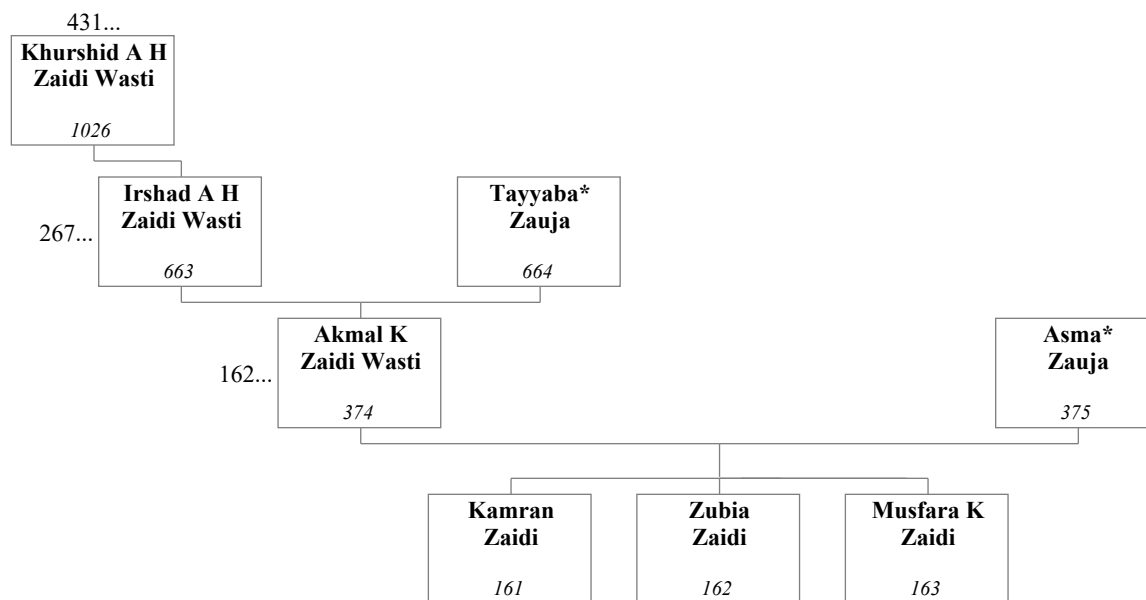 431...
Khurshid A H
Zaidi Wasti
1026
Irshad A H
Zaidi Wasti
663
Tayyaba*
Zauja
664
267...
Akmal K
Zaidi Wasti
374
Asma*
Zauja
375
162...
Kamran
Zaidi
161
Zubia
Zaidi
162
Musfara K
Zaidi
163